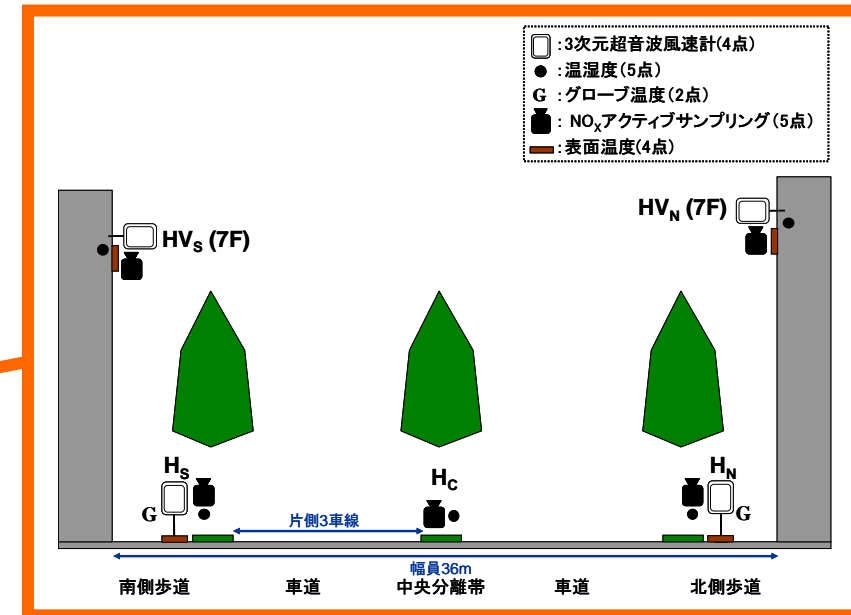 :3次元超音波風速計(4点)
:温湿度(5点)
G :グローブ温度(2点)
: NOXアクティブサンプリング(5点)
:表面温度(4点)
HVS (7F)
HVN (7F)
HS
HC
HN
G
G
片側3車線
幅員36m
南側歩道 車道 中央分離帯 車道 北側歩道